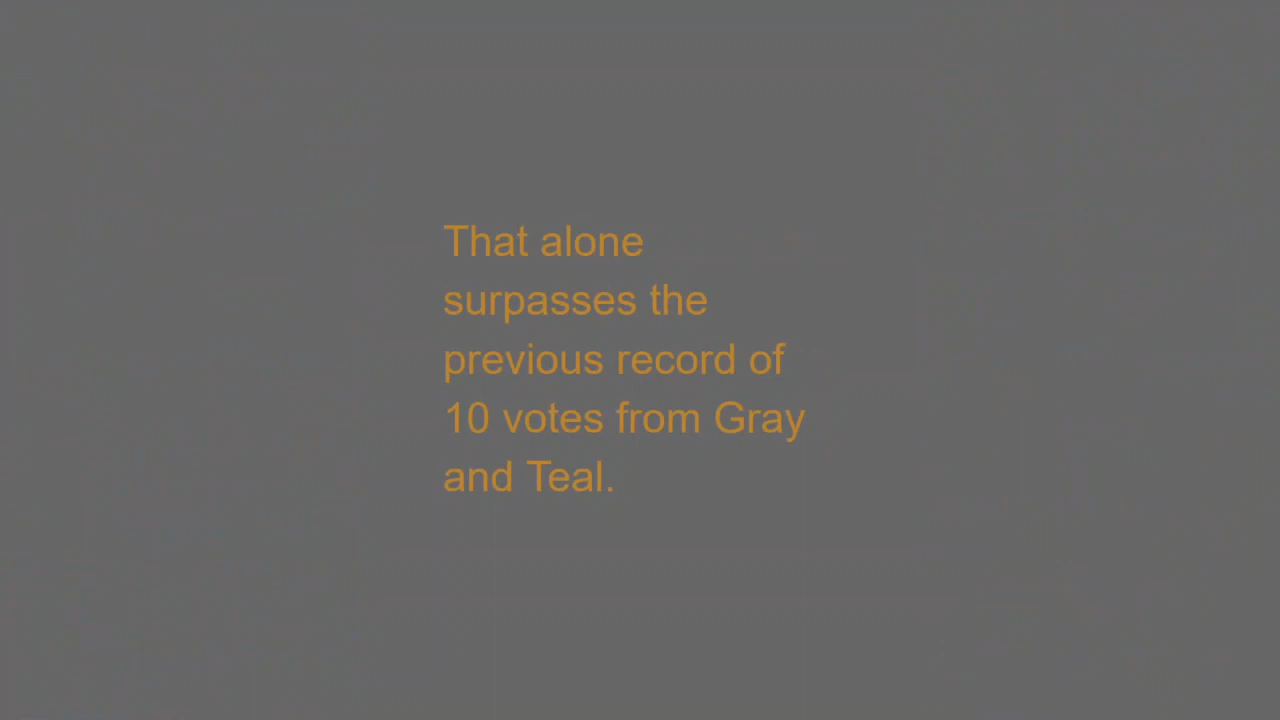 That alone
surpasses the
previous record of
10 votes from Gray
and Teal.